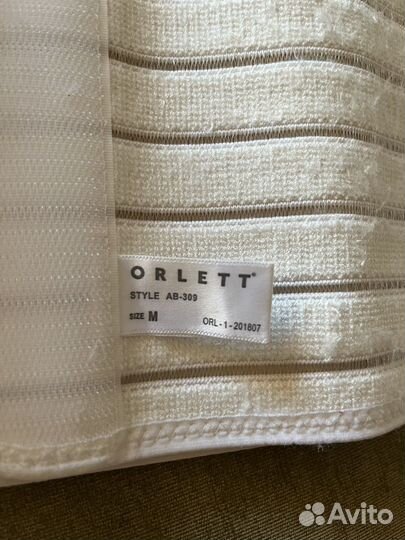 ORLETT®
STYLE AB-309
SIZE M ORL-1-201807
Avito